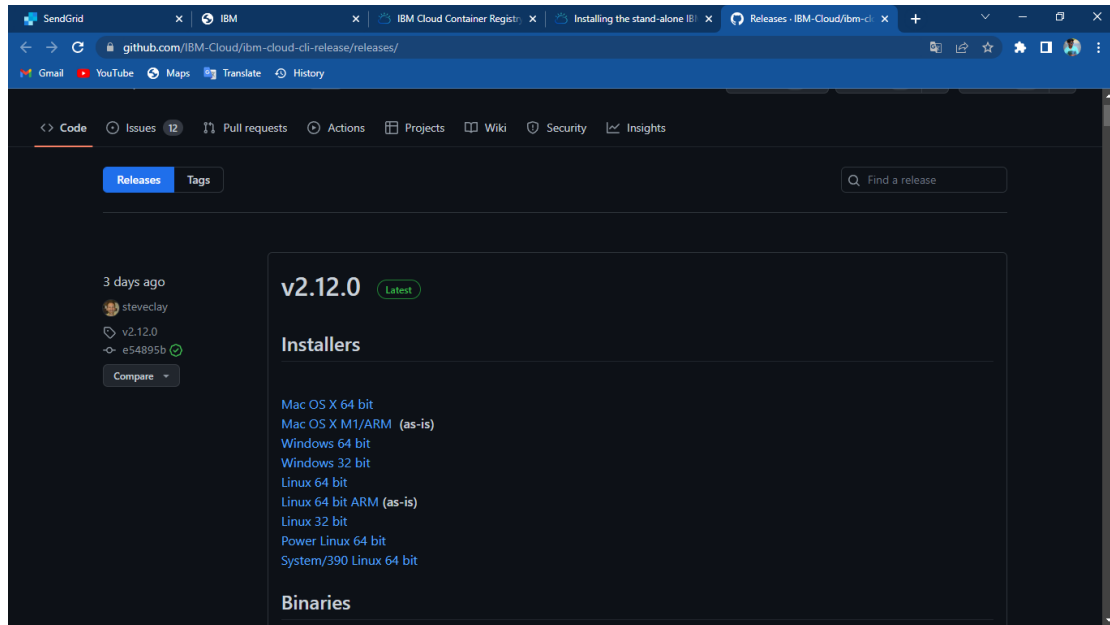 SendGrid
IBM
IBM Cloud Container Registry
Installing the stand-alone IBM
Releases · IBM-Cloud/ibm-cl
github.com/IBM-Cloud/ibm-cloud-cli-release/releases/
Gmail YouTube Maps Translate History
Code Issues 12 Pull requests Actions Projects Wiki Security Insights
Releases Tags
Find a release
3 days ago
steveclay
v2.12.0
e54895b
Compare
v2.12.0 Latest
Installers
Mac OS X 64 bit
Mac OS X M1/ARM (as-is)
Windows 64 bit
Windows 32 bit
Linux 64 bit
Linux 64 bit ARM (as-is)
Linux 32 bit
Power Linux 64 bit
System/390 Linux 64 bit
Binaries